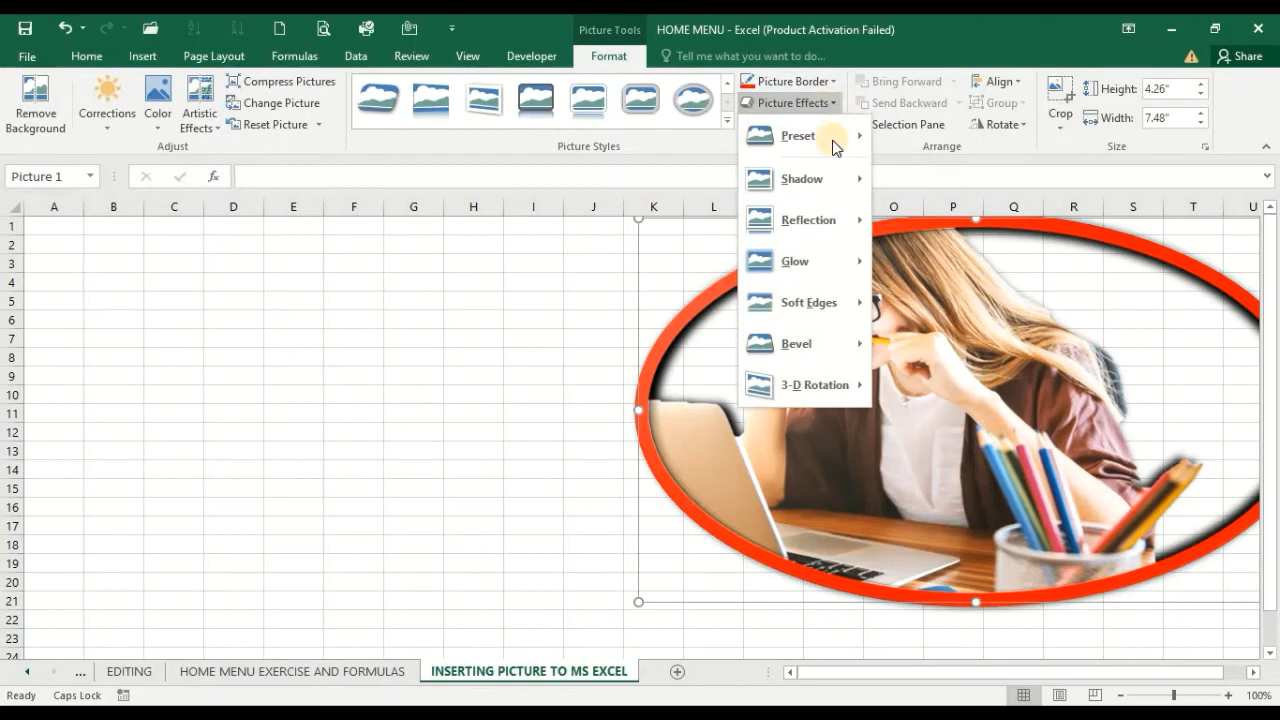 Picture Tools
HOME MENU - Excel (Product Activation Failed)
File
Home
Insert
Page Layout
Formulas
Data
Review
View
Developer
Format
Tell me what you want to do...
Share
Remove
Background
Corrections
Color
Artistic
Effects
Compress Pictures
Change Picture
Reset Picture
Adjust
Picture Styles
Picture Border
Picture Effects
Bring Forward
Send Backward
Selection Pane
Align
Group
Rotate
Arrange
Crop
Height: 4.26"
Width: 7.48"
Size
Preset
Shadow
Reflection
Glow
Soft Edges
Bevel
3-D Rotation
Picture 1
fx
A B C D E F G H I J K L O P Q R S T U
1
2
3
4
5
6
7
8
9
10
11
12
13
14
15
16
17
18
19
20
21
22
23
24
... EDITING HOME MENU EXERCISE AND FORMULAS INSERTING PICTURE TO MS EXCEL
Ready Caps Lock 100%